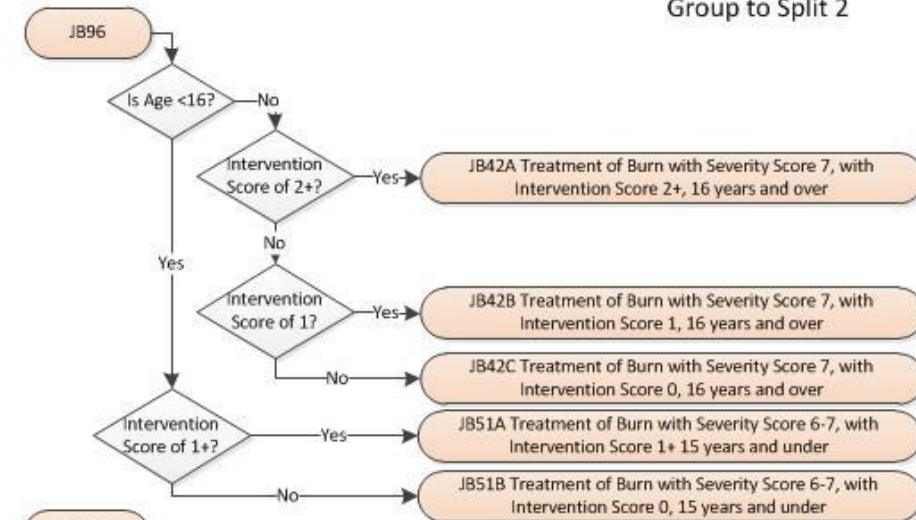 Group to Split 2
JB96
Is Age <16?
No
Intervention
Score of 2+?
Yes
JB42A Treatment of Burn with Severity Score 7, with
Intervention Score 2+, 16 years and over
No
Yes
Intervention
Score of 1?
Yes
JB42B Treatment of Burn with Severity Score 7, with
Intervention Score 1, 16 years and over
No
JB42C Treatment of Burn with Severity Score 7, with
Intervention Score 0, 16 years and over
Intervention
Score of 1+?
Yes
JB51A Treatment of Burn with Severity Score 6-7, with
Intervention Score 1+ 15 years and under
No
JB51B Treatment of Burn with Severity Score 6-7, with
Intervention Score 0, 15 years and under